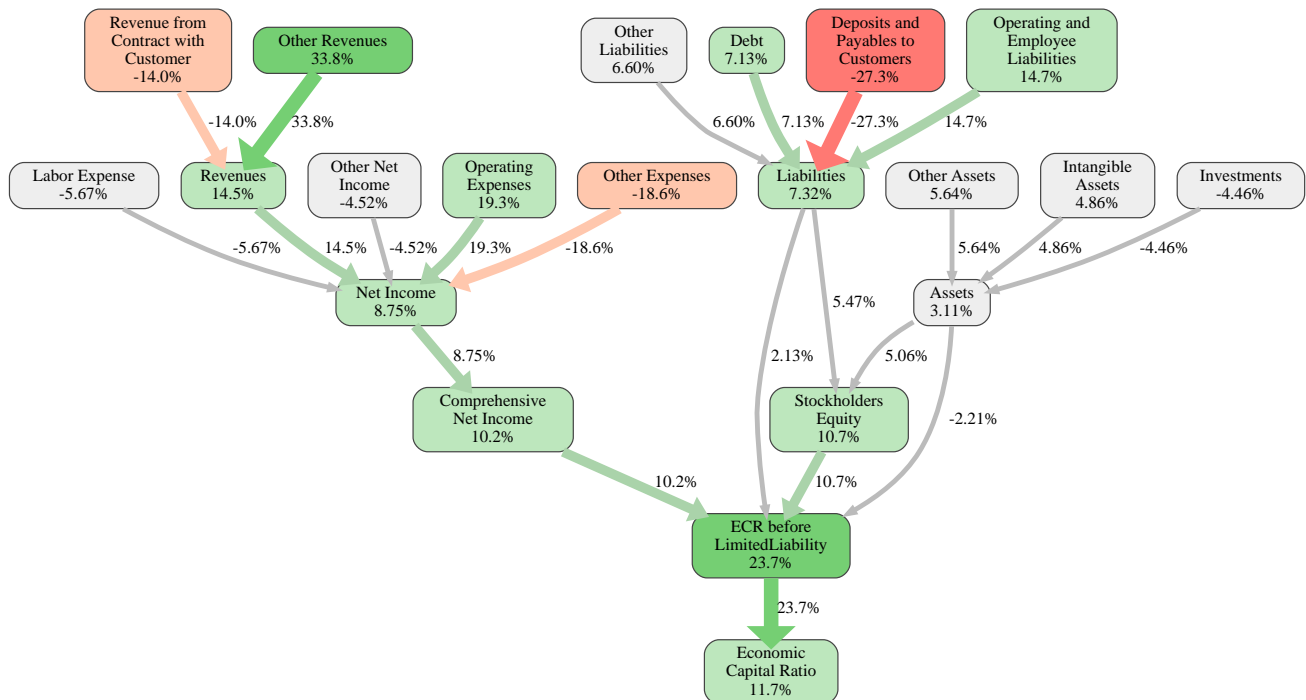 Revenue from
Contract with
Customer
-14.0%
Other Revenues
33.8%
Other
Liabilities
6.60%
Debt
7.13%
Deposits and
Payables to
Customers
-27.3%
Operating and
Employee
Liabilities
14.7%
-14.0%
33.8%
6.60%
7.13%
-27.3%
14.7%
Labor Expense
-5.67%
Revenues
14.5%
Other Net
Income
-4.52%
Operating
Expenses
19.3%
Other Expenses
-18.6%
Liabilities
7.32%
Other Assets
5.64%
Intangible
Assets
4.86%
Investments
-4.46%
-5.67%
14.5%
-4.52%
19.3%
-18.6%
5.64%
4.86%
-4.46%
Net Income
8.75%
5.47%
Assets
3.11%
8.75%
2.13%
5.06%
Comprehensive
Net Income
10.2%
Stockholders
Equity
10.7%
-2.21%
10.2%
10.7%
ECR before
LimitedLiability
23.7%
23.7%
Economic
Capital Ratio
11.7%